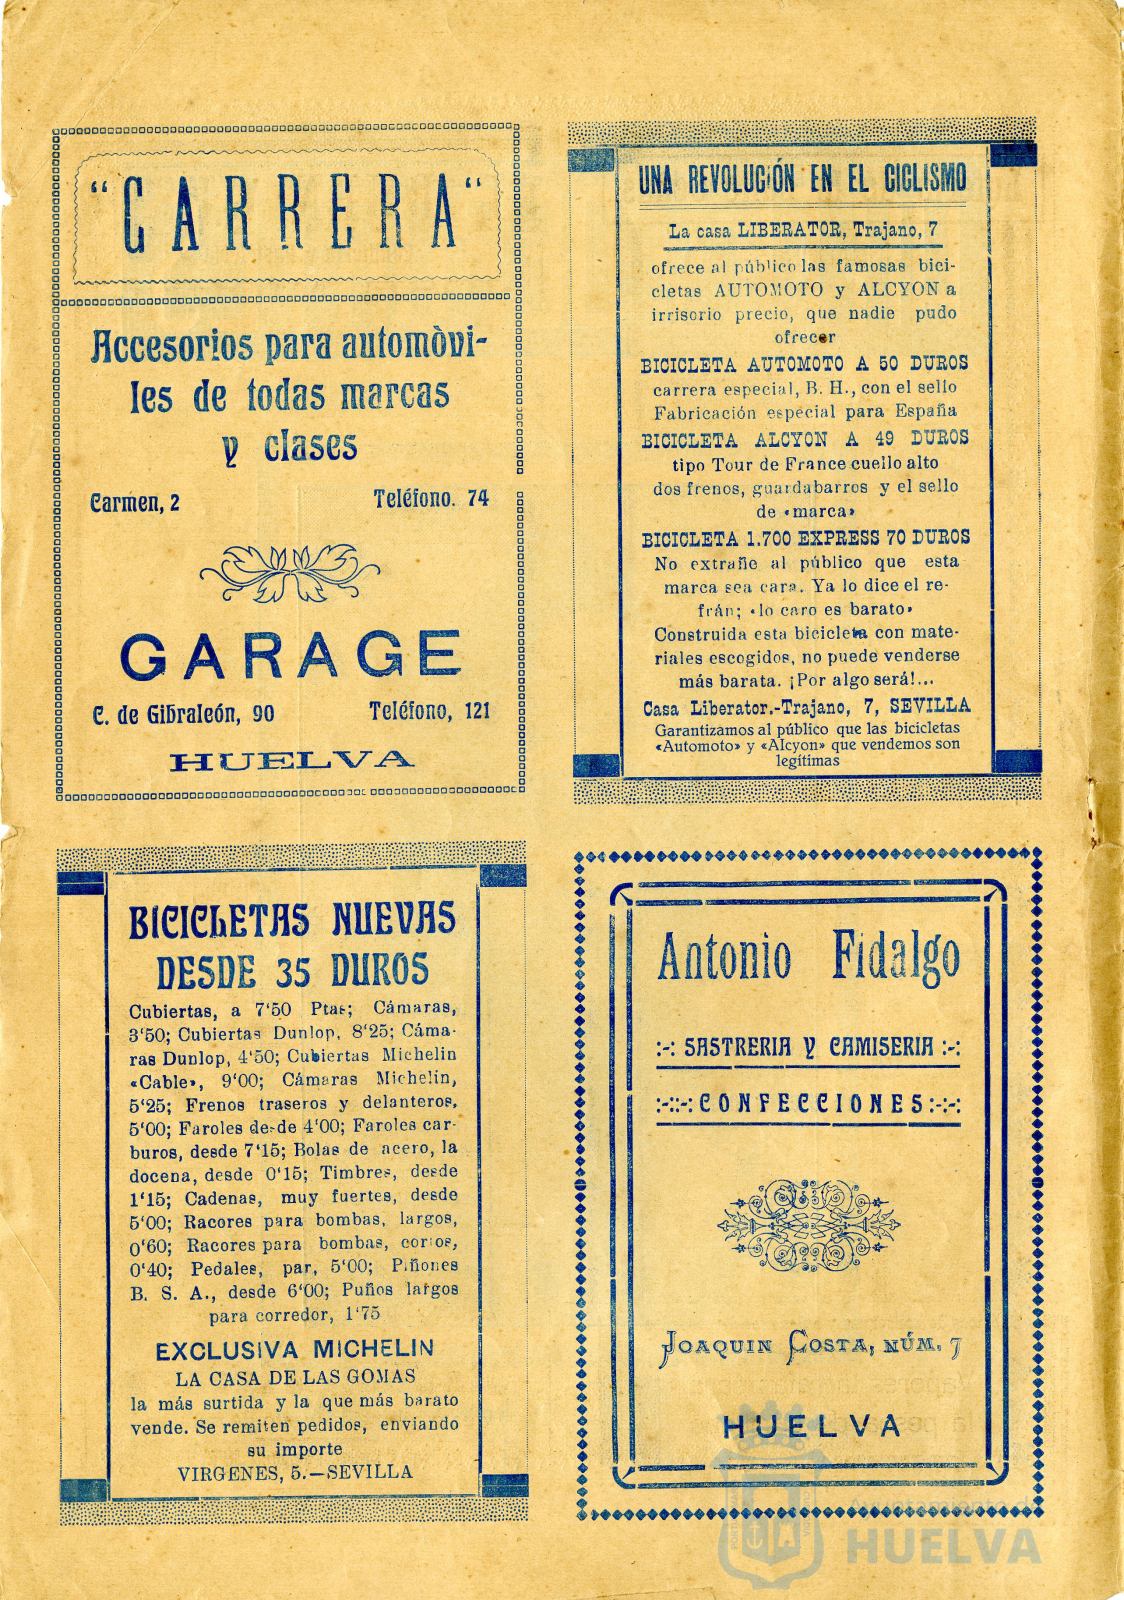 “CARRERA“
Accesorios para automòvi-
les de todas marcas
y clases
Carmen, 2 Teléfono. 74
GARAGE
C. de Gibraleón, 90 Teléfono, 121
HUELVA
UNA REVOLUCIÓN EN EL CICLISMO
La casa LIBERATOR, Trajano, 7
ofrece al público las famosas bici-
cletas AUTOMOTO y ALCYON a
irrisorio precio, que nadie pudo
ofrecer
BICICLETA AUTOMOTO A 50 DUROS
carrera especial, B. H., con el sello
Fabricación especial para España
BICICLETA ALCYON A 49 DUROS
tipo Tour de France cuello alto
dos frenos, guardabarros y el sello
de «marca»
BICICLETA 1.700 EXPRESS 70 DUROS
No extrañe al público que esta
marca sea cara. Ya lo dice el re-
frán; «lo caro es barato»
Construida esta bicicleta con mate-
riales escogidos, no puede venderse
más barata. ¡Por algo será!...
Casa Liberator.-Trajano, 7, SEVILLA
Garantizamos al público que las bicicletas
«Automoto» y «Alcyon» que vendemos son
legítimas
BICICLETAS NUEVAS
DESDE 35 DUROS
Cubiertas, a 7‘50 Ptas; Cámaras,
3‘50; Cubiertas Dunlop, 8‘25; Cáma-
ras Dunlop, 4‘50; Cubiertas Michelin
«Cable», 9‘00; Cámaras Michelin,
5‘25; Frenos traseros y delanteros,
5‘00; Faroles desde 4‘00; Faroles car-
buros, desde 7‘15; Bolas de acero, la
docena, desde 0‘15; Timbres, desde
1‘15; Cadenas, muy fuertes, desde
5‘00; Racores para bombas, largos,
0‘60; Racores para bombas, cortos,
0‘40; Pedales, par, 5‘00; Piñones
B. S. A., desde 6‘00; Puños largos
para corredor, 1‘75
EXCLUSIVA MICHELIN
LA CASA DE LAS GOMAS
la más surtida y la que más barato
vende. Se remiten pedidos, enviando
su importe
VIRGENES, 5.—SEVILLA
Antonio Fidalgo
:-: SASTRERIA Y CAMISERIA :-:
:-::-:CONFECCIONES:-:-:
JOAQUIN COSTA, NÚM. 7
HUELVA
HUELVA